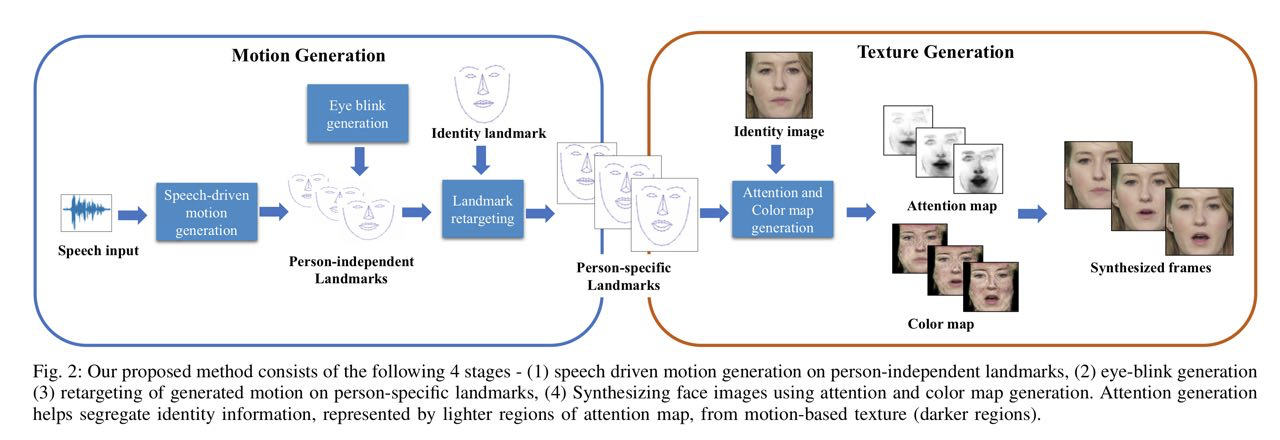 Motion Generation
Texture Generation
Eye blink
generation
Identity landmark
Identity image
Speech-driven
motion
generation
Landmark
retargeting
Attention and
Color map
generation
Attention map
Speech input
Person-independent
Landmarks
Person-specific
Landmarks
Synthesized frames
Color map
Fig. 2: Our proposed method consists of the following 4 stages - (1) speech driven motion generation on person-independent landmarks, (2) eye-blink generation
(3) retargeting of generated motion on person-specific landmarks, (4) Synthesizing face images using attention and color map generation. Attention generation
helps segregate identity information, represented by lighter regions of attention map, from motion-based texture (darker regions).